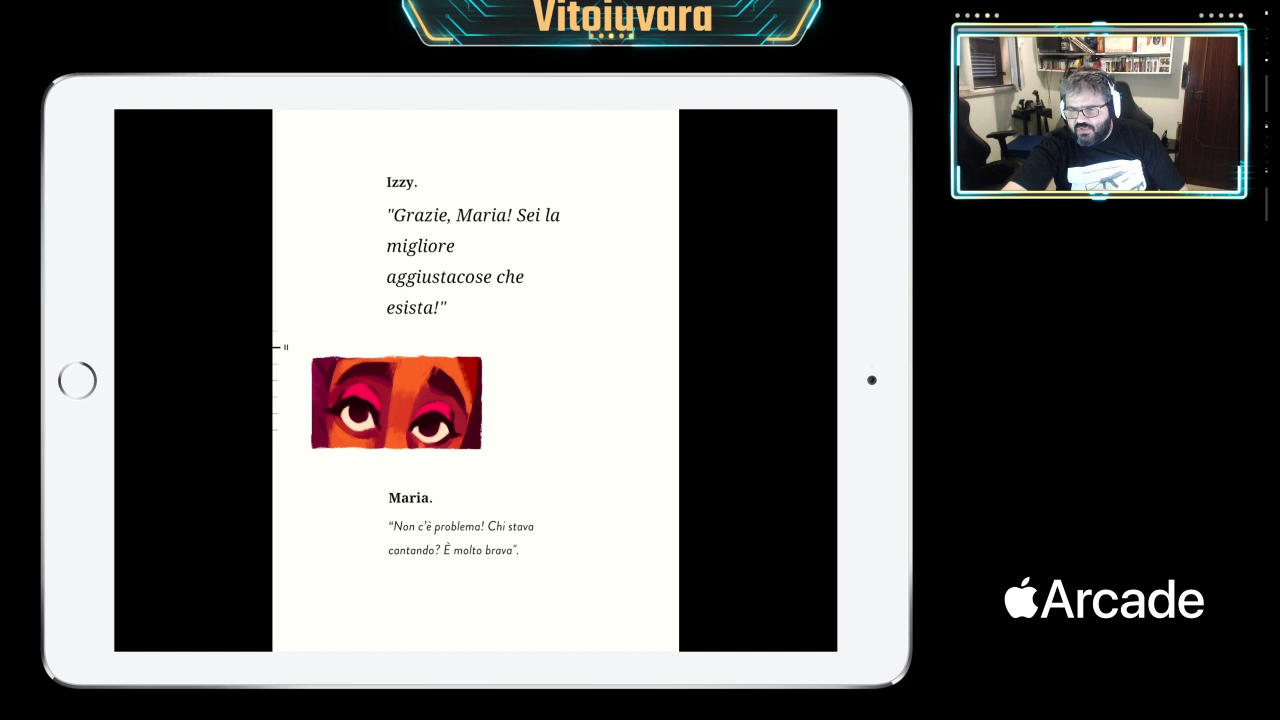 Vitoiuvara
Izzy.
"Grazie, Maria! Sei la
migliore
aggiustacose che
esista!"
II
Maria.
“Non c’è problema! Chi stava
cantando? È molto brava”.
Arcade